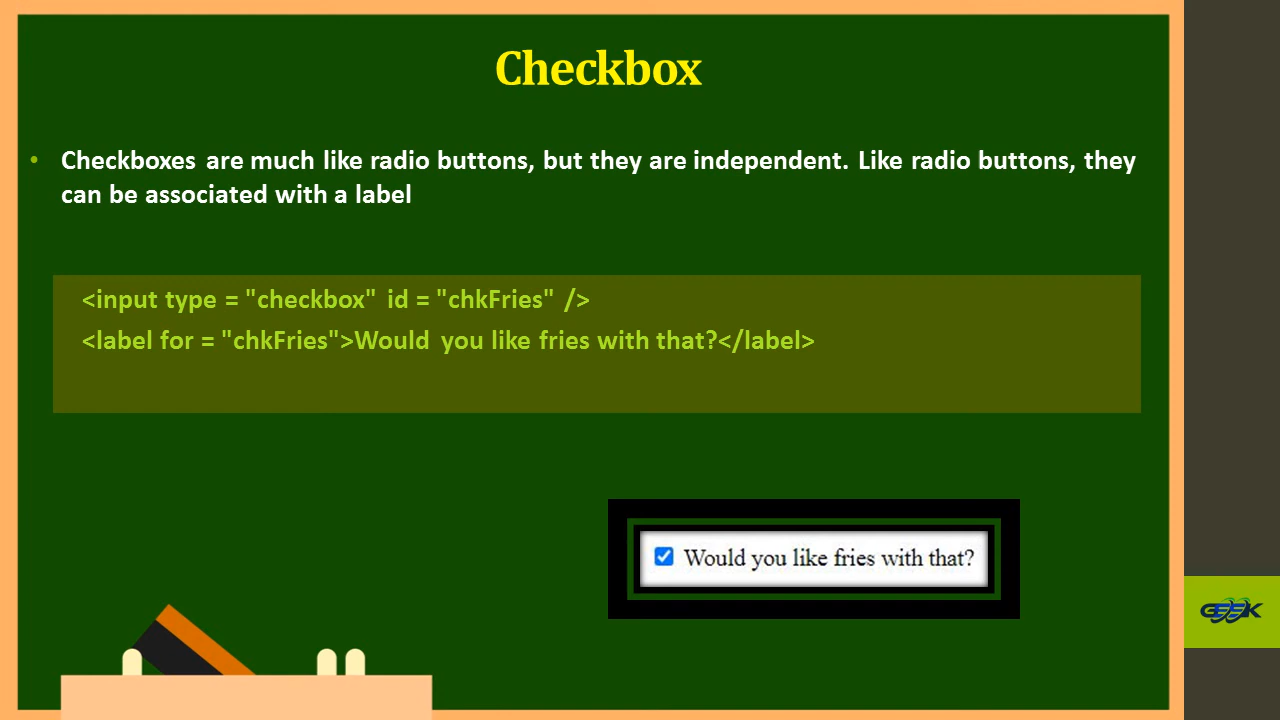 Checkbox
• Checkboxes are much like radio buttons, but they are independent. Like radio buttons, they
can be associated with a label
<input type = "checkbox" id = "chkFries" />
<label for = "chkFries">Would you like fries with that?</label>
Would you like fries with that?
GEEK